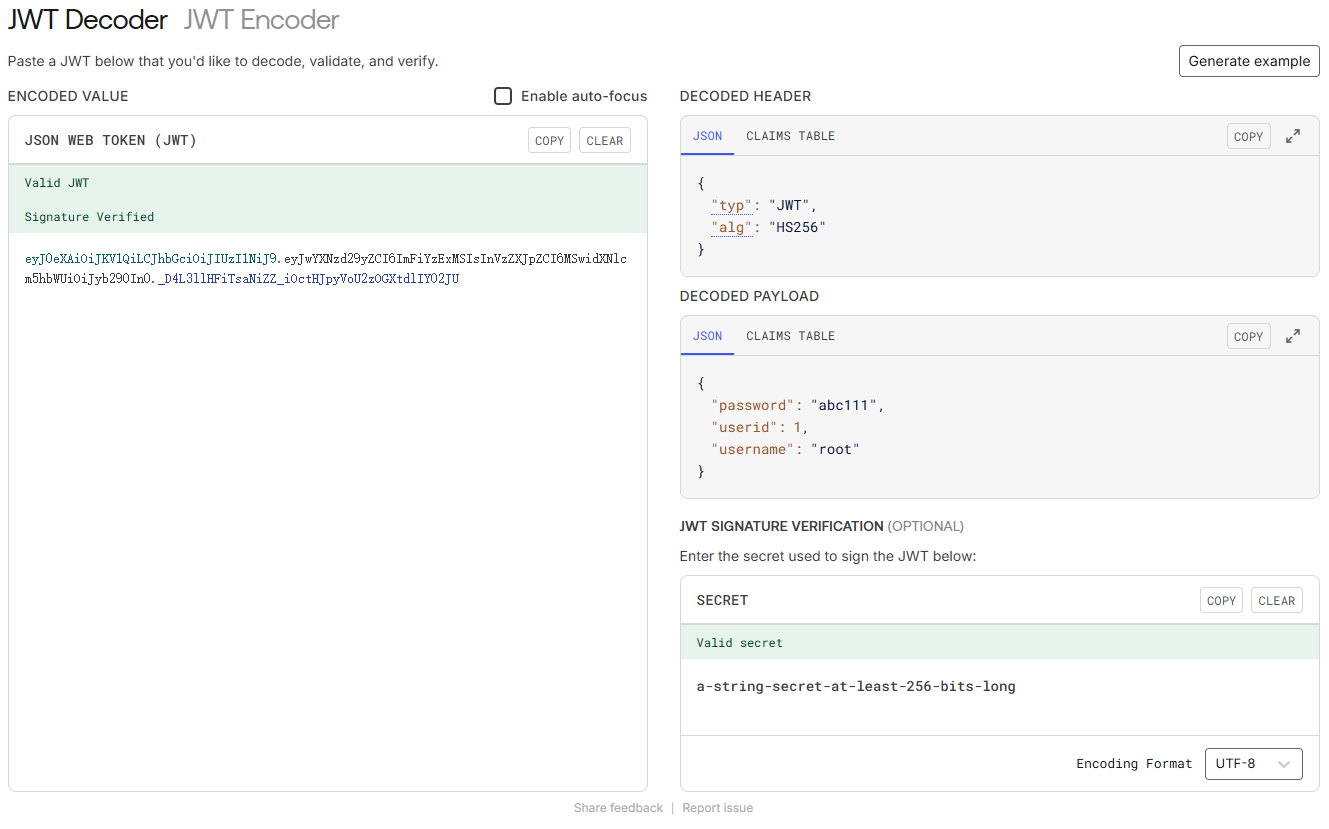 JWT Decoder JWT Encoder
Paste a JWT below that you'd like to decode, validate, and verify.
Generate example
ENCODED VALUE
Enable auto-focus
JSON WEB TOKEN (JWT)
COPY
CLEAR
Valid JWT
Signature Verified
eyJ0eXAiOiJKV1QiLCJhbGciOiJIUzI1NiJ9.eyJwYXNzd29yZCI6ImFiYzExMSIsInVzZXJpZCI6MSwidXNlc
m5hbWUiOiJyb290In0._D4L3llHFiTsaNiZZ_i0ctHJpyVoU2z0GXtdlIYO2JU
DECODED HEADER
JSON
CLAIMS TABLE
COPY
{
"typ": "JWT",
"alg": "HS256"
}
DECODED PAYLOAD
JSON
CLAIMS TABLE
COPY
{
"password": "abc111",
"userid": 1,
"username": "root"
}
JWT SIGNATURE VERIFICATION (OPTIONAL)
Enter the secret used to sign the JWT below:
SECRET
COPY
CLEAR
Valid secret
a-string-secret-at-least-256-bits-long
Encoding Format
UTF-8
Share feedback | Report issue